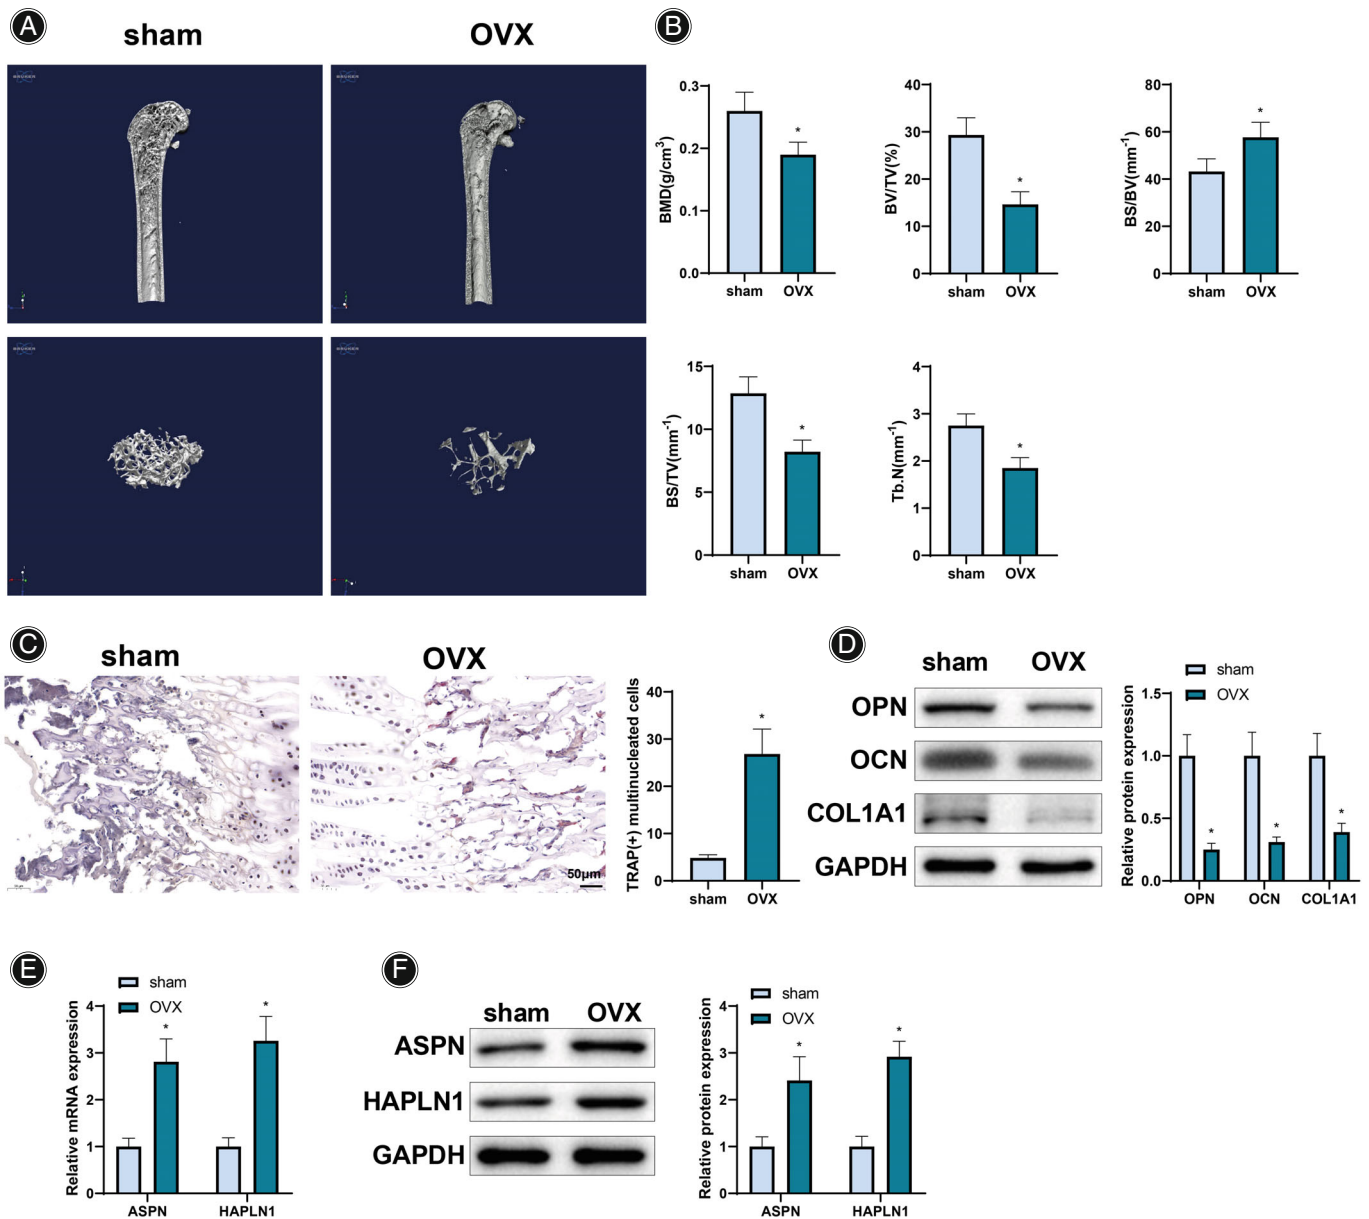 A
sham
OVX
BRUKER
BRUKER
BRUKER
BRUKER
B
BMD(g/cm3)
0.3
0.2
0.1
0.0
sham
OVX
*
BV/TV(%)
40
30
20
10
0
sham
OVX
*
BS/BV(mm-1)
80
60
40
20
0
sham
OVX
*
BS/TV(mm-1)
15
10
5
0
sham
OVX
*
Tb.N(mm-1)
4
3
2
1
0
sham
OVX
*
C
sham
OVX
50μm
TRAP(+) multinucleated cells
40
30
20
10
0
sham
OVX
*
D
sham
OVX
OPN
OCN
COL1A1
GAPDH
sham
OVX
Relative protein expression
1.5
1.0
0.5
0.0
*
*
*
OPN
OCN
COL1A1
E
sham
OVX
Relative mRNA expression
4
3
2
1
0
*
*
ASPN
HAPLN1
F
sham
OVX
ASPN
HAPLN1
GAPDH
sham
OVX
Relative protein expression
4
3
2
1
0
*
*
ASPN
HAPLN1